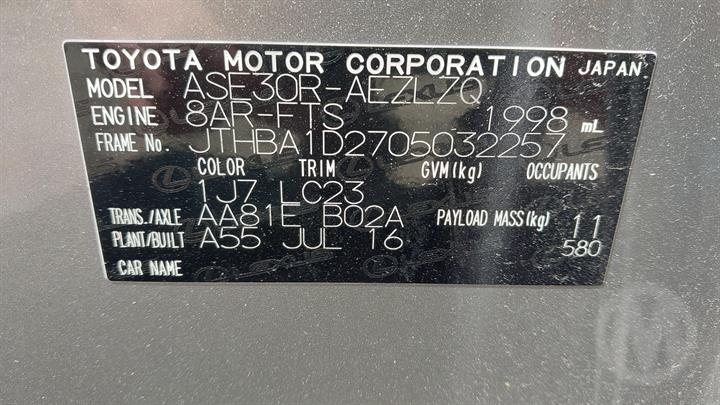 TOYOTA MOTOR CORPORATION JAPAN
MODEL ASE30R-AEZLZQ
ENGINE 8AR-FTS 1998 mL
FRAME No. JTHBA1D2705032257
COLOR TRIM GVM(kg) OCCUPANTS
1J7 LC23
TRANS./AXLE AA81E B02A PAYLOAD MASS(kg) 11
PLANT/BUILT A55 JUL 16 580
CAR NAME